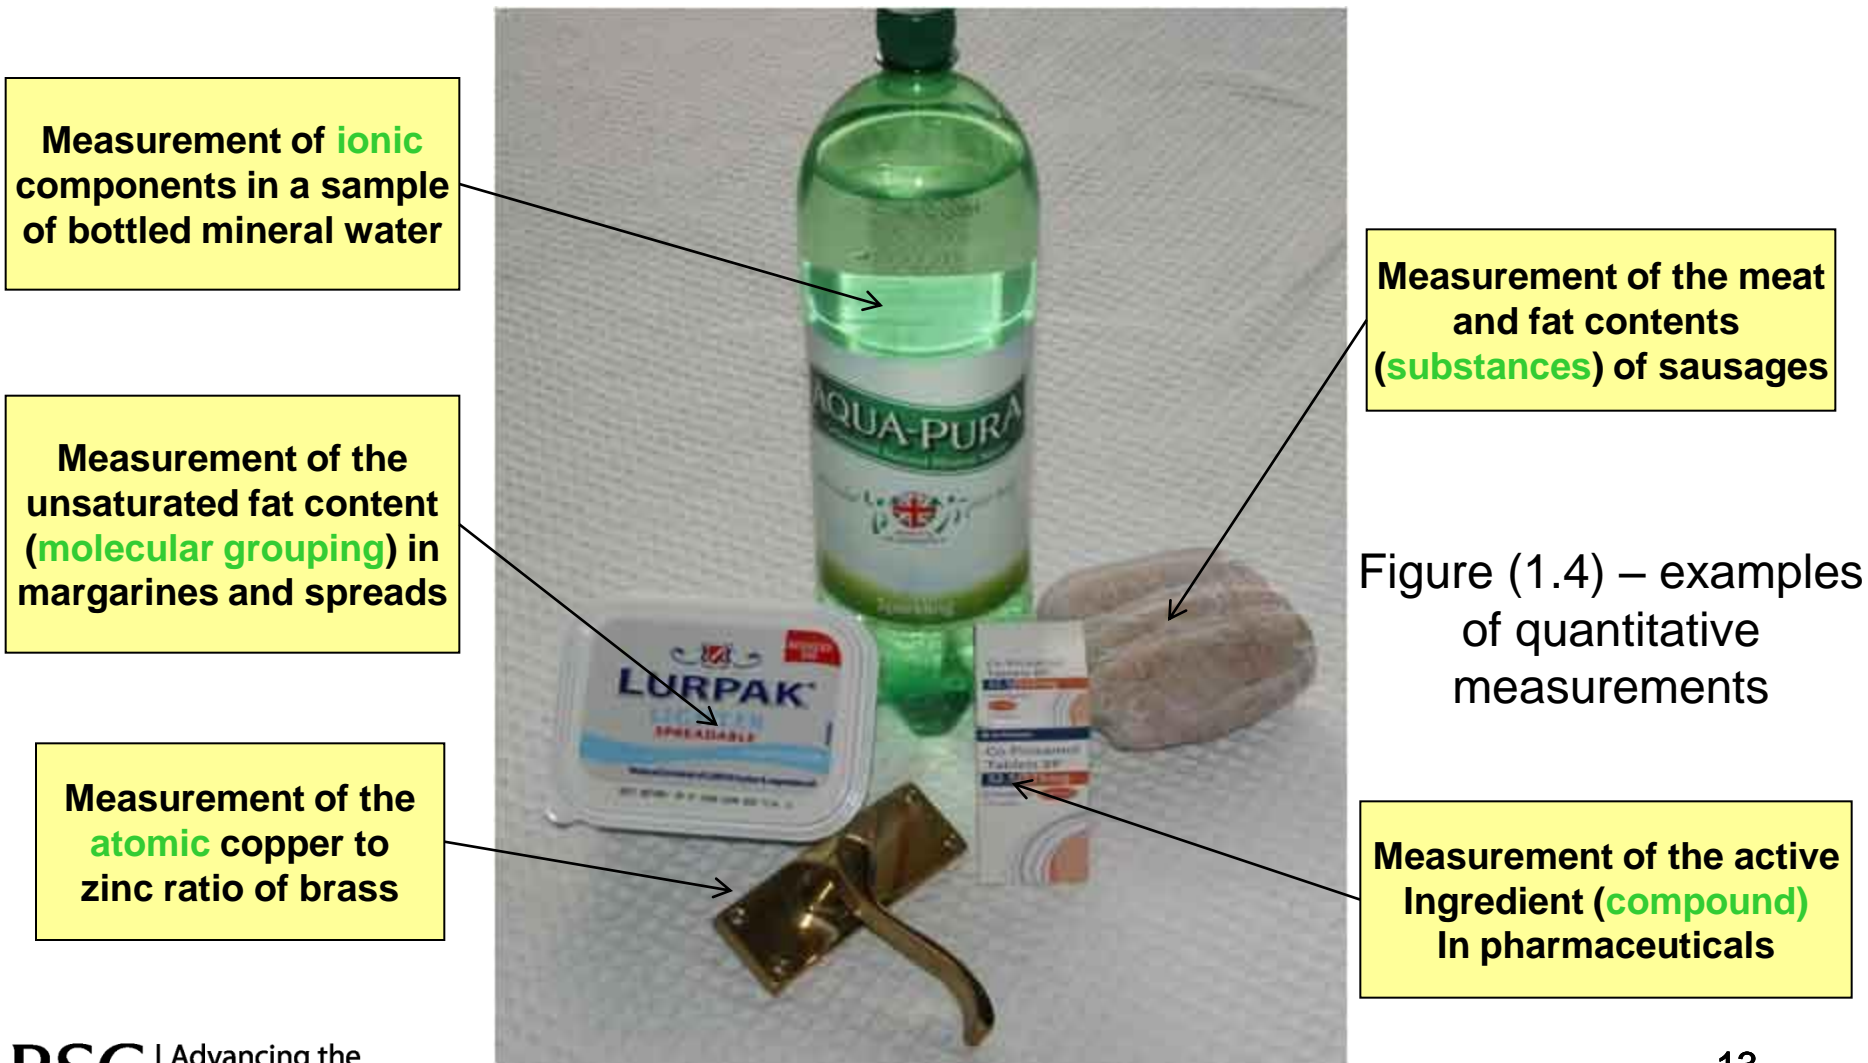 Measurement of ionic
components in a sample
of bottled mineral water
Measurement of the
unsaturated fat content
(molecular grouping) in
margarines and spreads
Measurement of the
atomic copper to
zinc ratio of brass
AQUA-PURA
Sparkling
LURPAK
LIGHTER
SPREADABLE
Tablets BP
Measurement of the meat
and fat contents
(substances) of sausages
Figure (1.4) – examples
of quantitative
measurements
Measurement of the active
Ingredient (compound)
In pharmaceuticals
RSC | Advancing the
13